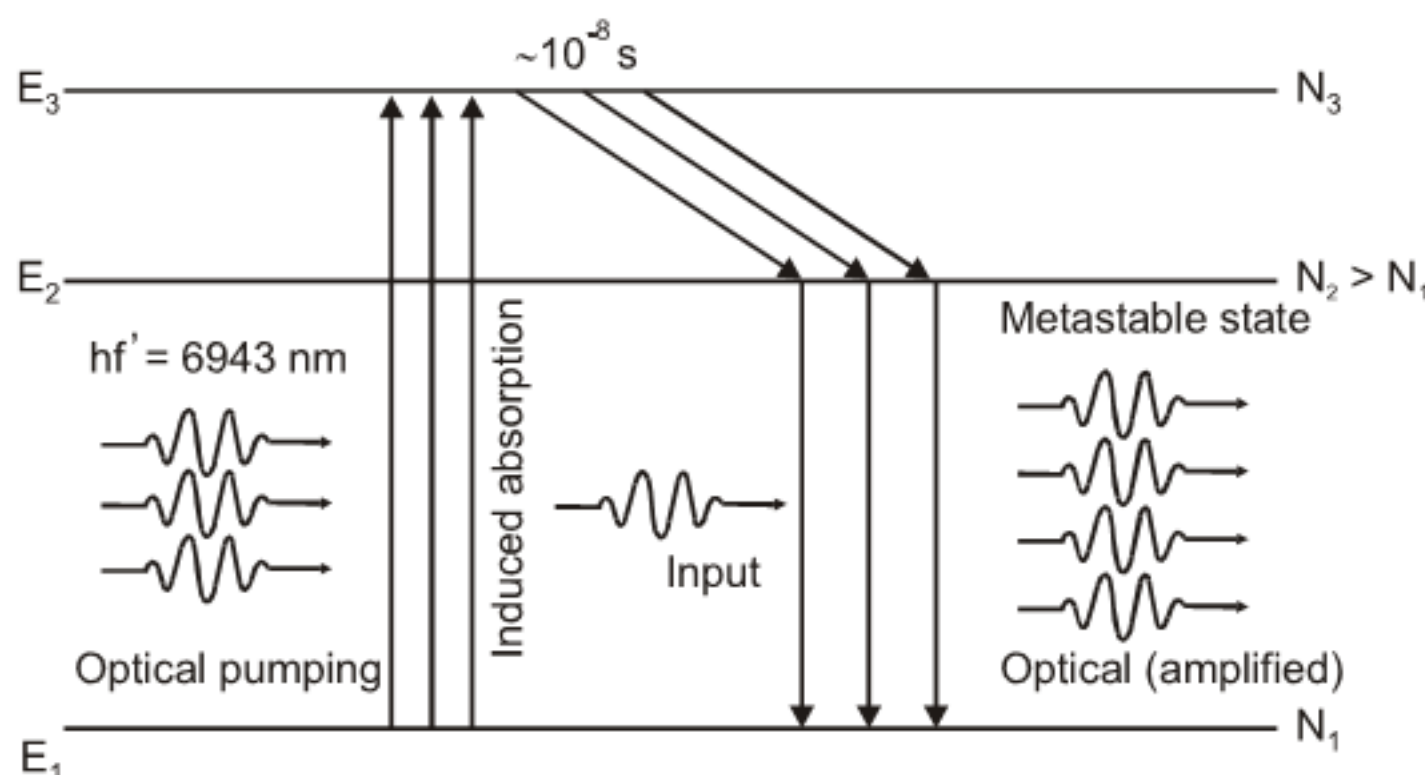 ~10⁻⁸ s
E₃
N₃
E₂
N₂ > N₁
Metastable state
hf' = 6943 nm
Induced absorption
Input
Optical pumping
Optical (amplified)
E₁
N₁